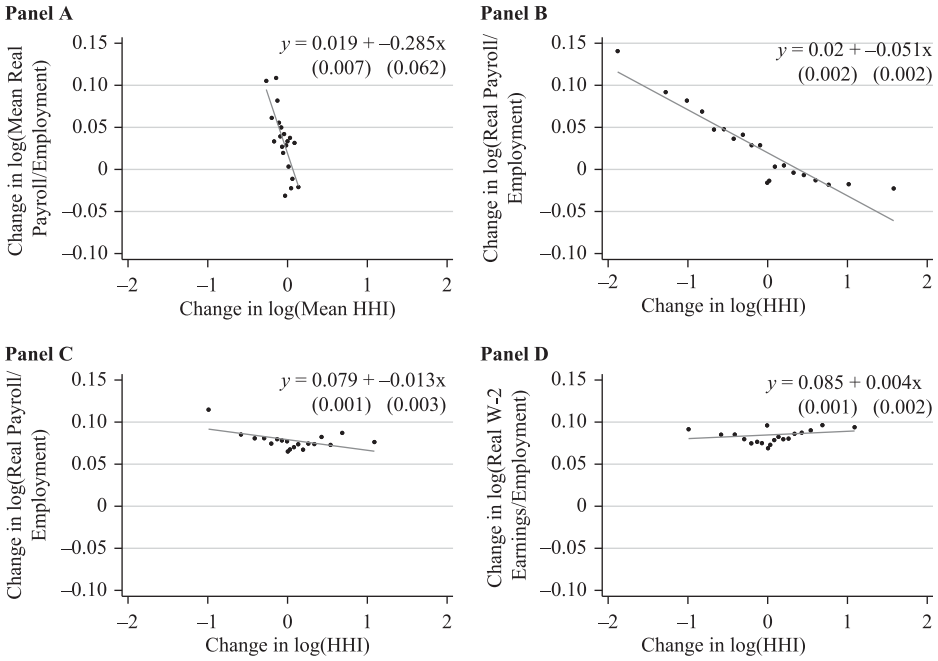 Panel A
Change in log(Mean Real
Payroll/Employment)
0.15
0.10
0.05
0
–0.05
–0.10
y = 0.019 + –0.285x
(0.007) (0.062)
–2 –1 0 1 2
Change in log(Mean HHI)
Panel B
Change in log(Real Payroll/
Employment)
0.15
0.10
0.05
0
–0.05
–0.10
y = 0.02 + –0.051x
(0.002) (0.002)
–2 –1 0 1 2
Change in log(HHI)
Panel C
Change in log(Real Payroll/
Employment)
0.15
0.10
0.05
0
–0.05
–0.10
y = 0.079 + –0.013x
(0.001) (0.003)
–2 –1 0 1 2
Change in log(HHI)
Panel D
Change in log(Real W-2
Earnings/Employment)
0.15
0.10
0.05
0
–0.05
–0.10
y = 0.085 + 0.004x
(0.001) (0.002)
–2 –1 0 1 2
Change in log(HHI)